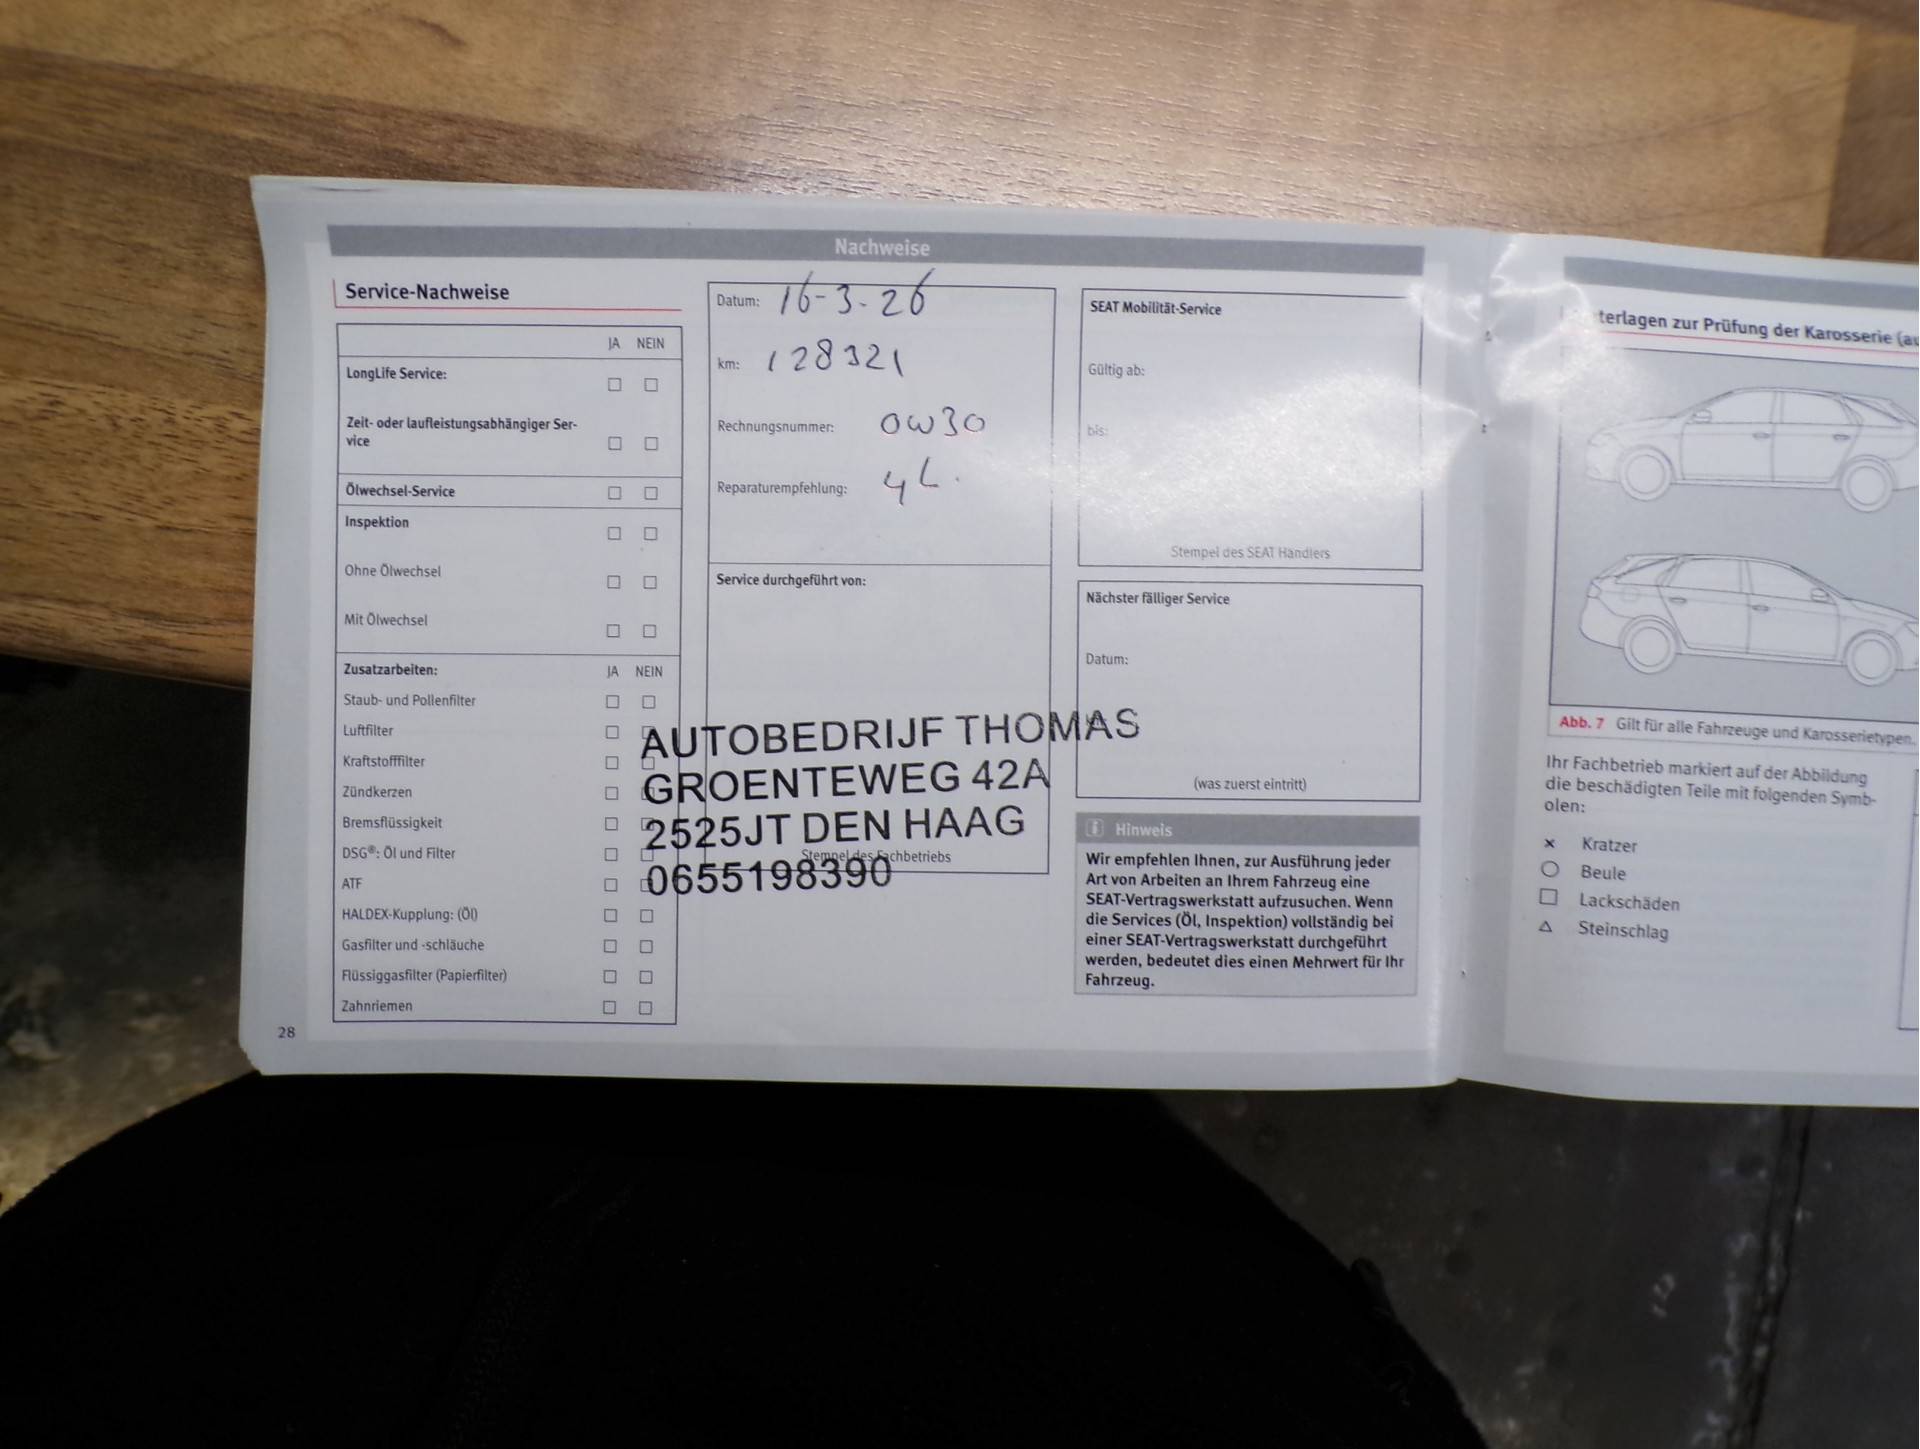 Nachweise
Service-Nachweise
JA NEIN
LongLife Service:
Zeit- oder laufleistungsabhängiger Ser-
vice
Ölwechsel-Service
Inspektion
Ohne Ölwechsel
Mit Ölwechsel
Zusatzarbeiten: JA NEIN
Staub- und Pollenfilter
Luftfilter
Kraftstofffilter
Zündkerzen
Bremsflüssigkeit
DSG®: Öl und Filter
ATF
HALDEX-Kupplung: (Öl)
Gasfilter und -schläuche
Flüssiggasfilter (Papierfilter)
Zahnriemen
28
Datum: 16-3-26
km: 128321
Rechnungsnummer: 0W30
Reparaturempfehlung: 4L.
Service durchgeführt von:
AUTOBEDRIJF THOMAS
GROENTEWEG 42A
2525JT DEN HAAG
Stempel des Fachbetriebs
0655198390
SEAT Mobilität-Service
Gültig ab:
bis:
Stempel des SEAT Händlers
Nächster fälliger Service
Datum:
(was zuerst eintritt)
Hinweis
Wir empfehlen Ihnen, zur Ausführung jeder
Art von Arbeiten an Ihrem Fahrzeug eine
SEAT-Vertragswerkstatt aufzusuchen. Wenn
die Services (Öl, Inspektion) vollständig bei
einer SEAT-Vertragswerkstatt durchgeführt
werden, bedeutet dies einen Mehrwert für Ihr
Fahrzeug.
zur Prüfung der Karosserie
Abb. 7 Gilt für alle Fahrzeuge und Karosserietypen.
Ihr Fachbetrieb markiert auf der Abbildung
die beschädigten Teile mit folgenden Symb-
olen:
× Kratzer
○ Beule
□ Lackschäden
△ Steinschlag